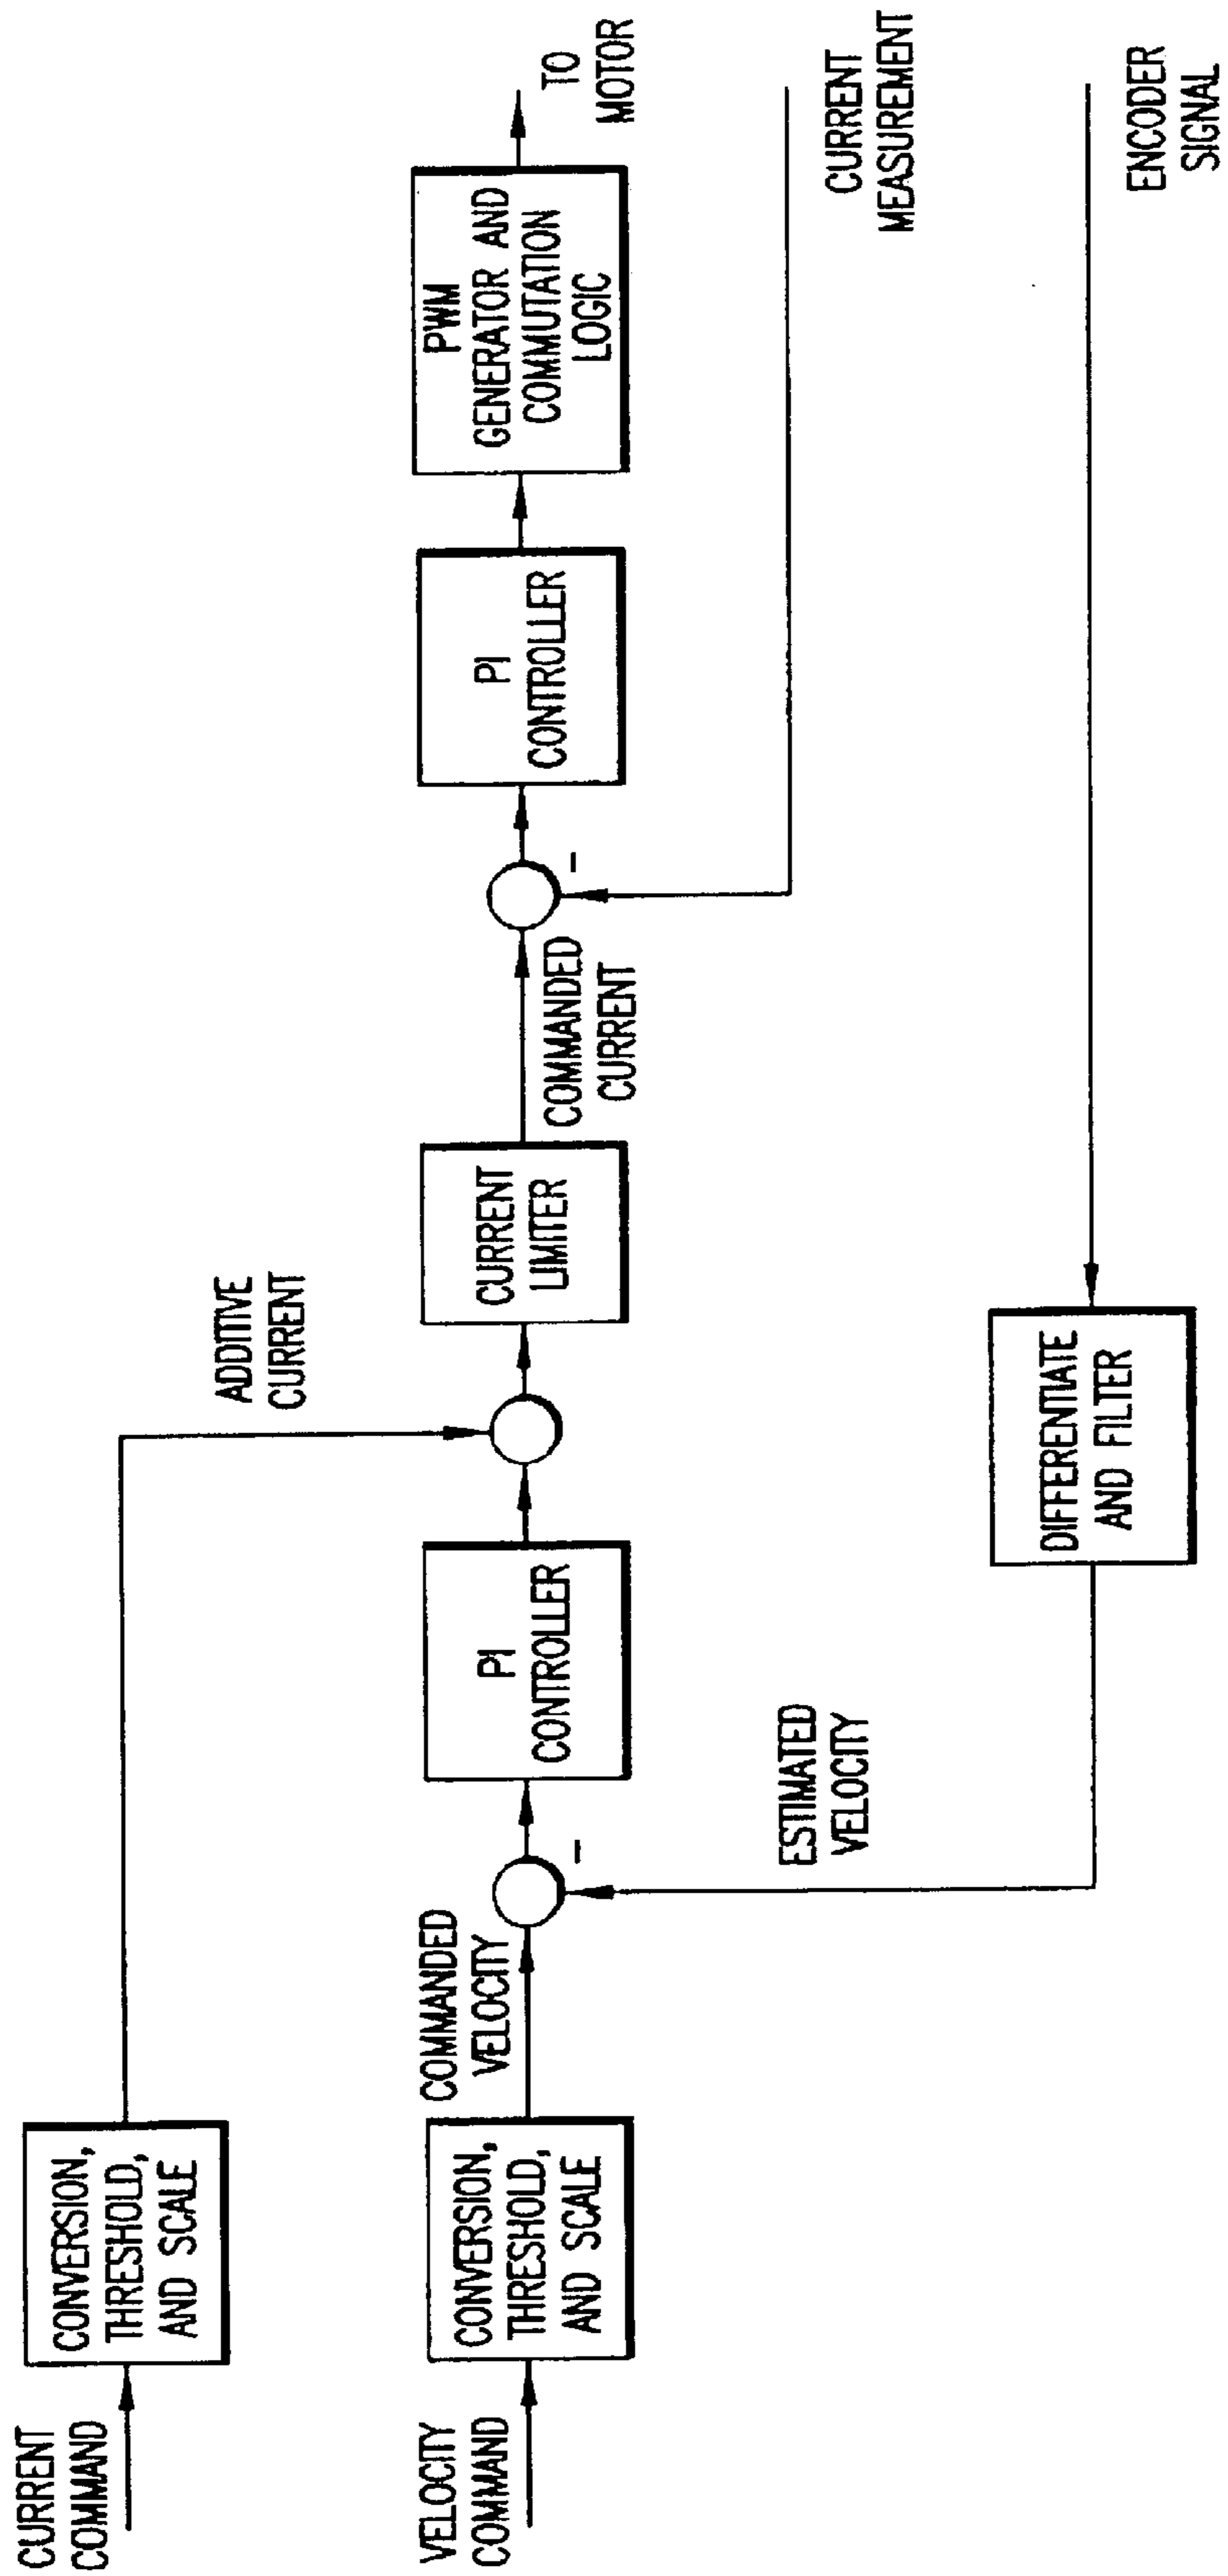 CURRENT
COMMAND
CONVERSION,
THRESHOLD,
AND SCALE
ADDITIVE
CURRENT
VELOCITY
COMMAND
CONVERSION,
THRESHOLD,
AND SCALE
COMMANDED
VELOCITY
PI
CONTROLLER
CURRENT
LIMITER
COMMANDED
CURRENT
PI
CONTROLLER
PWM
GENERATOR AND
COMMUTATION
LOGIC
TO
MOTOR
-
-
ESTIMATED
VELOCITY
CURRENT
MEASUREMENT
DIFFERENTIATE
AND FILTER
ENCODER
SIGNAL